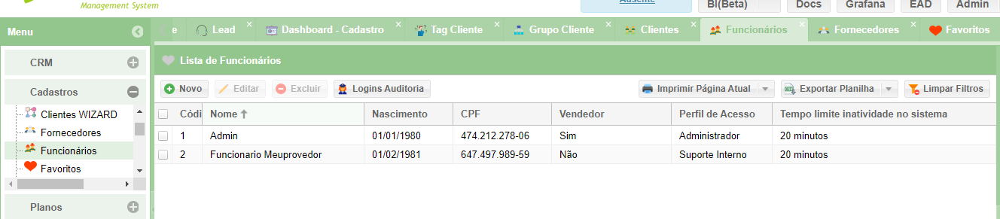 Management System
Ausente
BI(Beta) Docs Grafana EAD Admin
Menu
e Lead Dashboard - Cadastro Tag Cliente Grupo Cliente Clientes Funcionários Fornecedores Favoritos
CRM
Cadastros
Clientes WIZARD
Fornecedores
Funcionários
Favoritos
Planos
Lista de Funcionários
Novo Editar Excluir Logins Auditoria Imprimir Página Atual Exportar Planilha Limpar Filtros
Códi Nome Nascimento CPF Vendedor Perfil de Acesso Tempo limite inatividade no sistema
1 Admin 01/01/1980 474.212.278-06 Sim Administrador 20 minutos
2 Funcionario Meuprovedor 01/02/1981 647.497.989-59 Não Suporte Interno 20 minutos